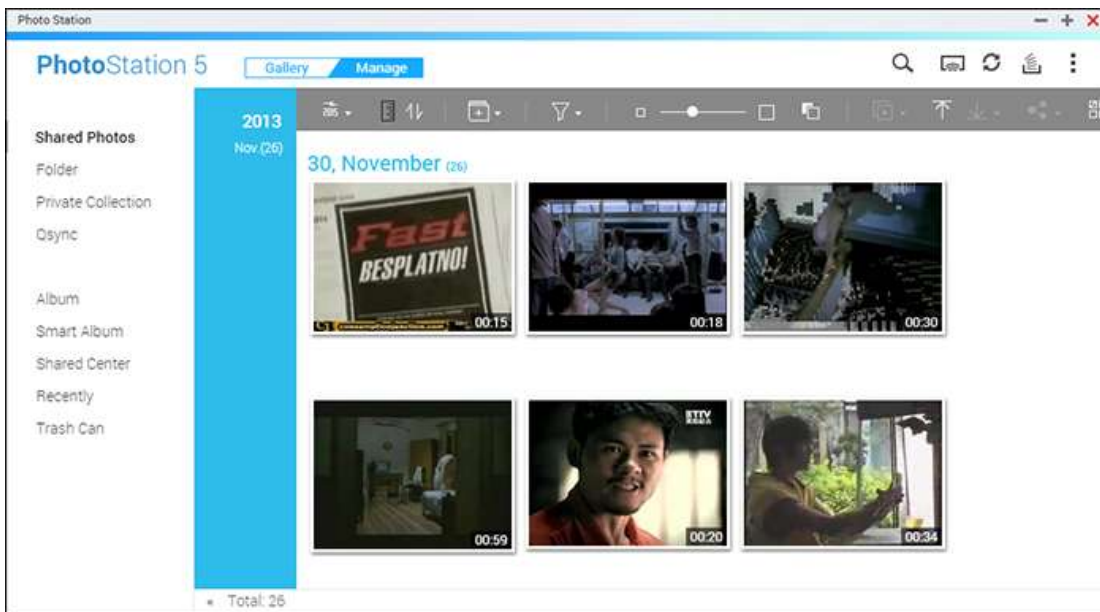 Photo Station
PhotoStation 5
Gallery
Manage
2013
Nov.(26)
Shared Photos
Folder
Private Collection
Qsync
Album
Smart Album
Shared Center
Recently
Trash Can
30, November (26)
Fast
BESPLATNO!
00:15
00:18
00:30
00:59
00:20
00:34
« Total: 26